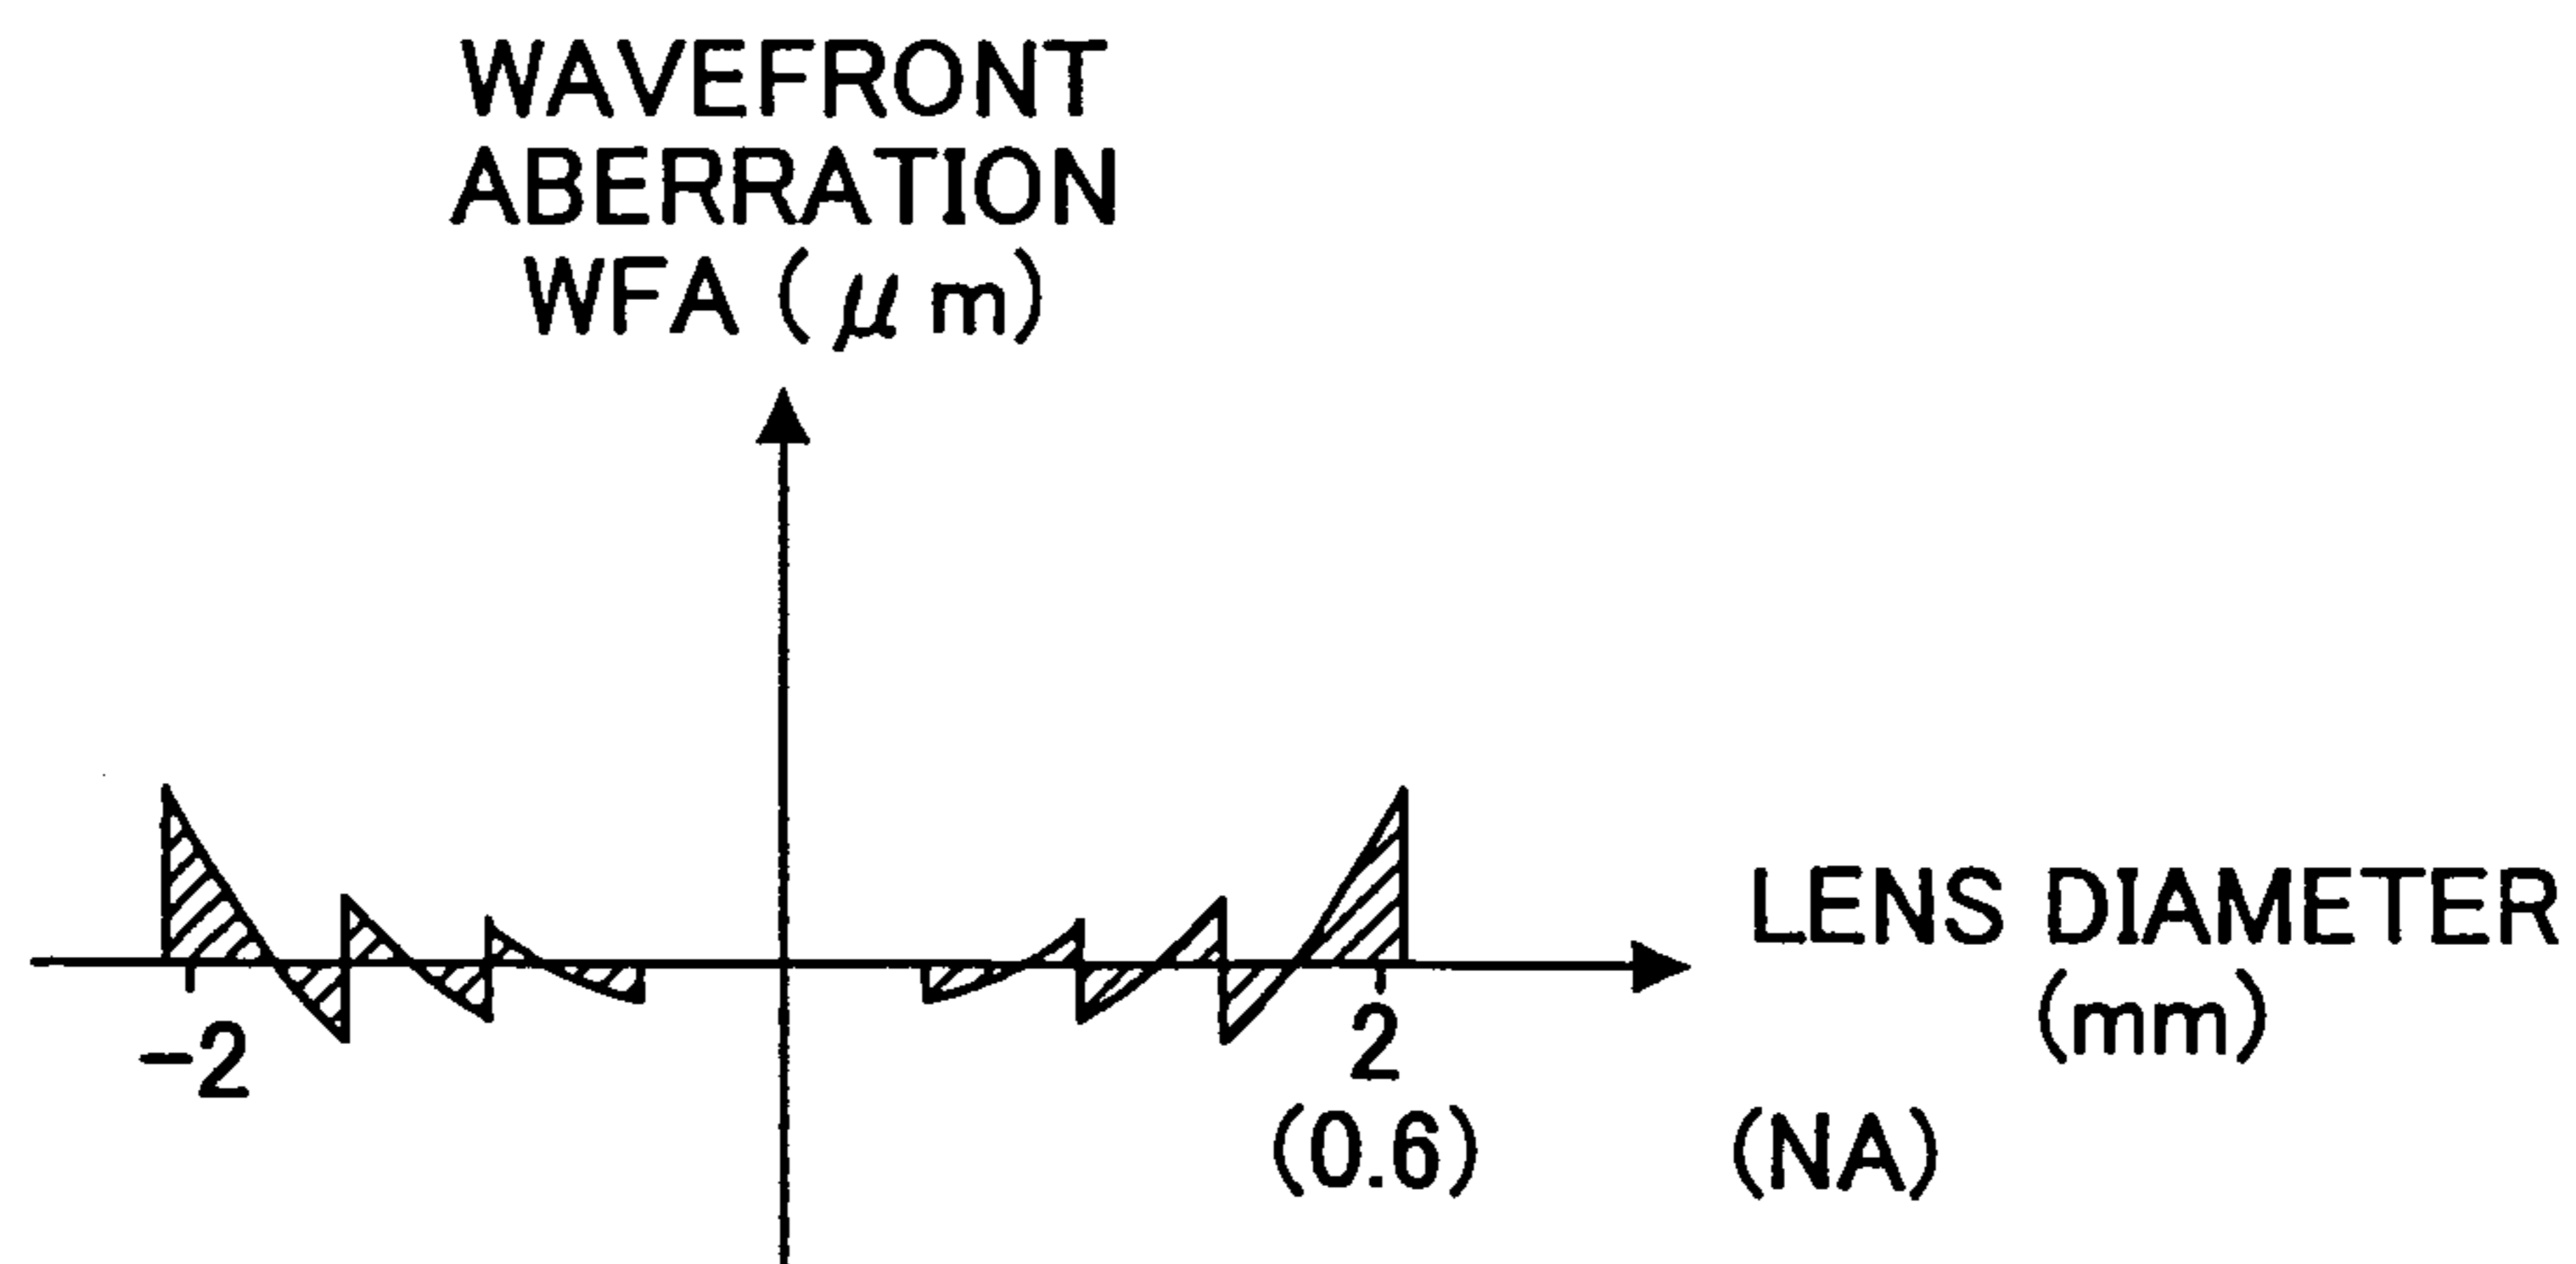 WAVEFRONT
ABERRATION
WFA (μm)
LENS DIAMETER
(mm)
-2
2
(0.6)
(NA)